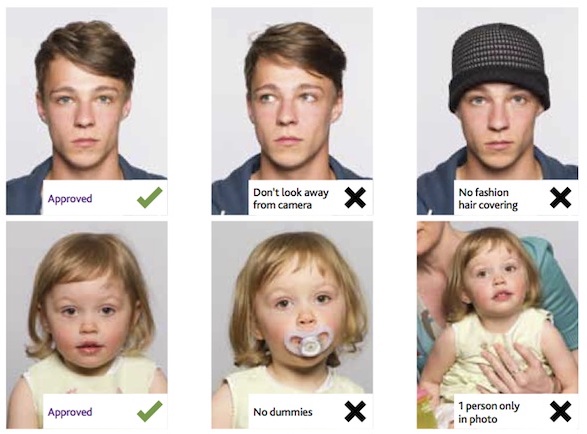 Approved
Don't look away
from camera
No fashion
hair covering
Approved
No dummies
1 person only
in photo